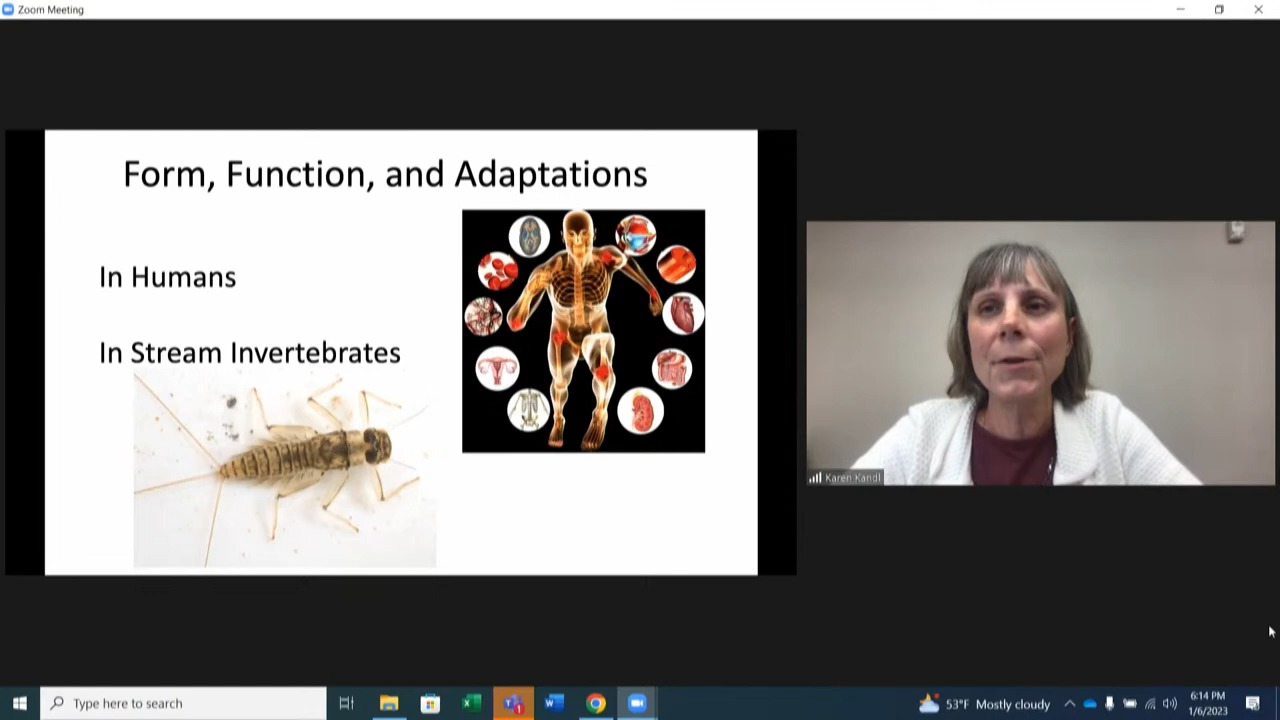 Zoom Meeting
Form, Function, and Adaptations
In Humans
In Stream Invertebrates
Karen Kandl
Type here to search
1
53°F Mostly cloudy
6:14 PM
1/6/2023